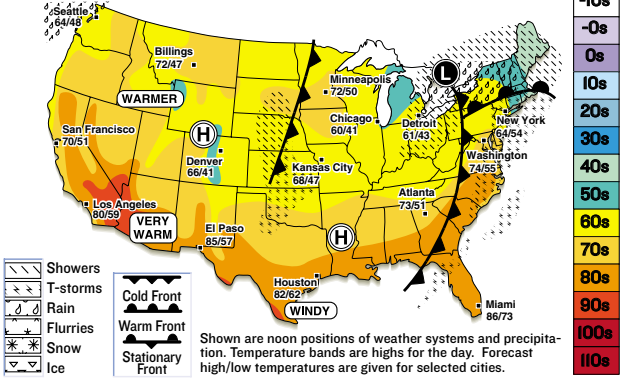 Seattle
64/48
Billings
72/47
Minneapolis
72/50
WARMER
L
Chicago
60/41
Detroit
61/43
New York
64/54
San Francisco
70/51
H
Denver
66/41
Kansas City
68/47
Washington
74/55
Los Angeles
80/59
VERY
WARM
El Paso
85/57
Atlanta
73/51
H
Houston
82/62
WINDY
Miami
86/73
Showers
T-storms
Rain
Flurries
Snow
Ice
Cold Front
Warm Front
Stationary
Front
Shown are noon positions of weather systems and precipita-
tion. Temperature bands are highs for the day. Forecast
high/low temperatures are given for selected cities.
-10s
-0s
0s
10s
20s
30s
40s
50s
60s
70s
80s
90s
100s
110s